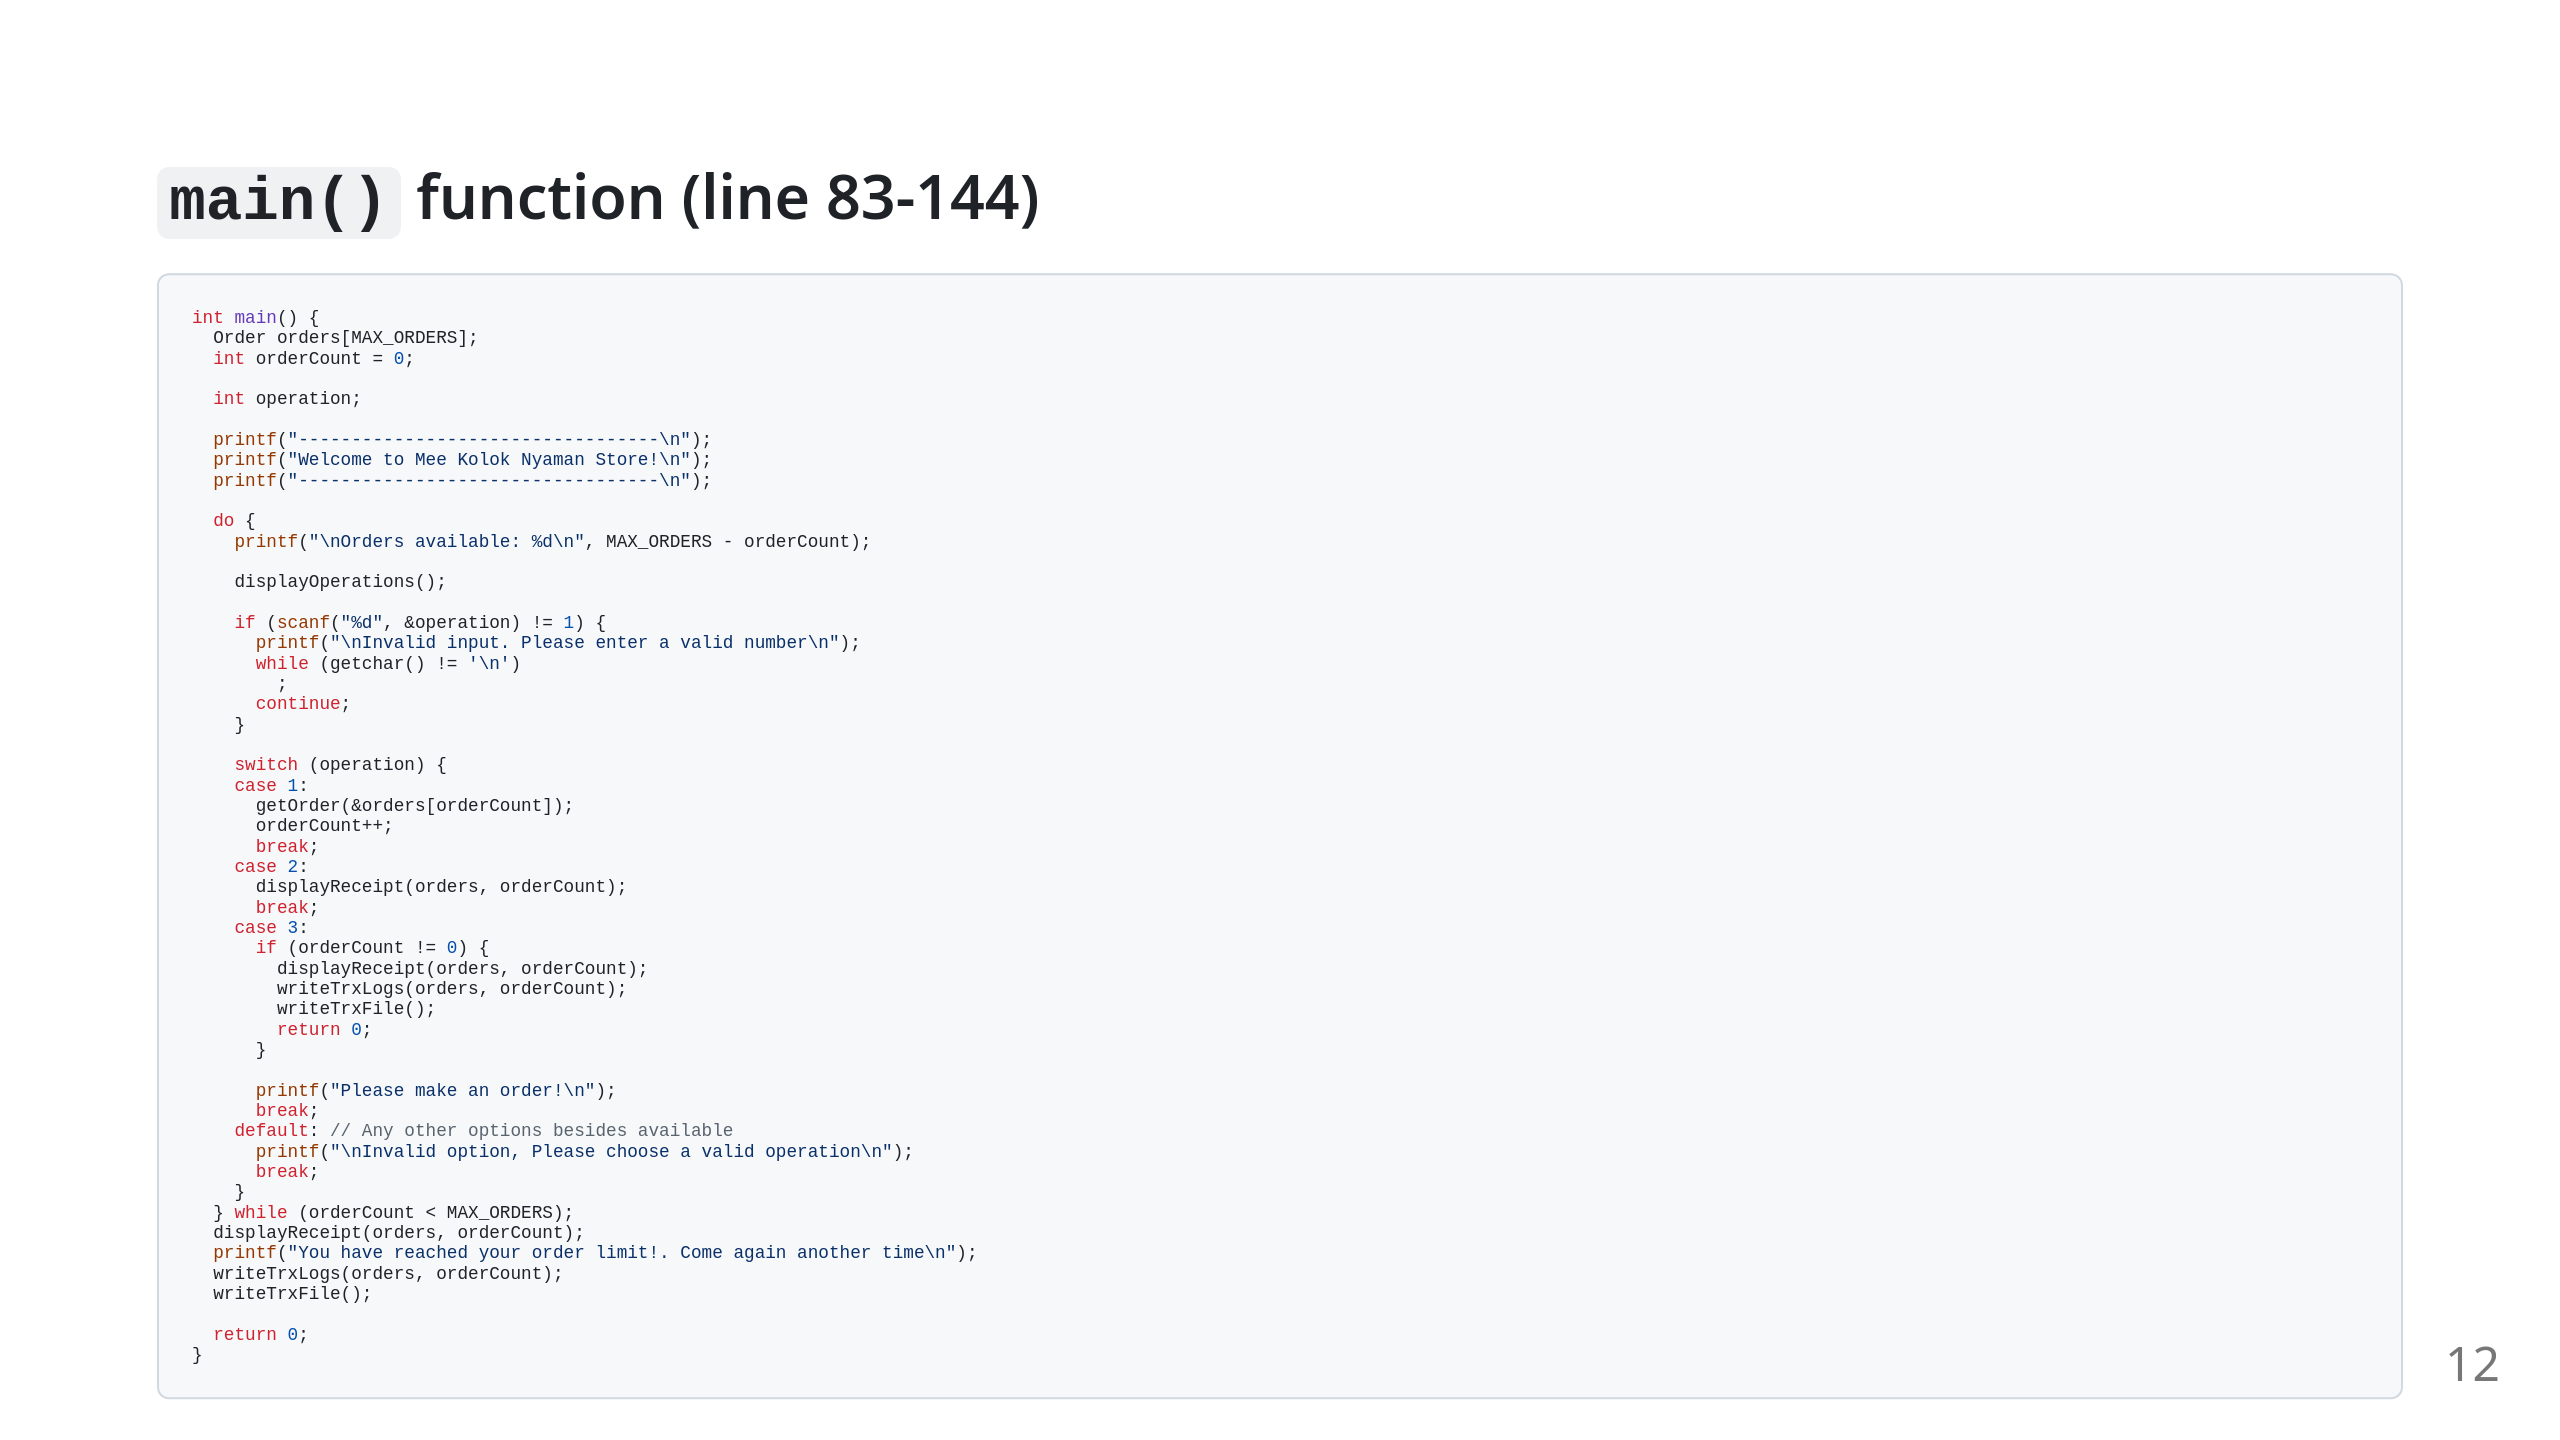 main() function (line 83-144)
int main() {
  Order orders[MAX_ORDERS];
  int orderCount = 0;

  int operation;

  printf("----------------------------------\n");
  printf("Welcome to Mee Kolok Nyaman Store!\n");
  printf("----------------------------------\n");

  do {
    printf("\nOrders available: %d\n", MAX_ORDERS - orderCount);

    displayOperations();

    if (scanf("%d", &operation) != 1) {
      printf("\nInvalid input. Please enter a valid number\n");
      while (getchar() != '\n')
        ;
      continue;
    }

    switch (operation) {
    case 1:
      getOrder(&orders[orderCount]);
      orderCount++;
      break;
    case 2:
      displayReceipt(orders, orderCount);
      break;
    case 3:
      if (orderCount != 0) {
        displayReceipt(orders, orderCount);
        writeTrxLogs(orders, orderCount);
        writeTrxFile();
        return 0;
      }

      printf("Please make an order!\n");
      break;
    default: // Any other options besides available
      printf("\nInvalid option, Please choose a valid operation\n");
      break;
    }
  } while (orderCount < MAX_ORDERS);
  displayReceipt(orders, orderCount);
  printf("You have reached your order limit!. Come again another time\n");
  writeTrxLogs(orders, orderCount);
  writeTrxFile();

  return 0;
}
12